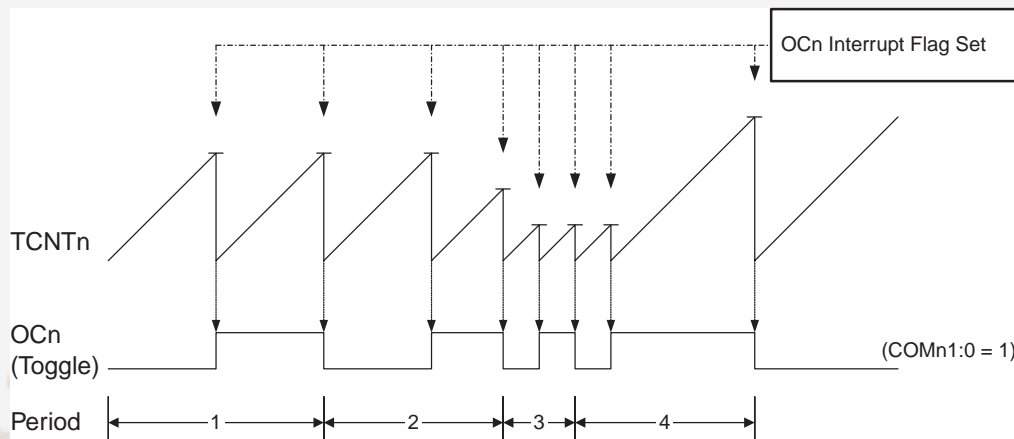 OCn Interrupt Flag Set
TCNTn
OCn
(Toggle)
(COMn1:0 = 1)
Period
1
2
3
4